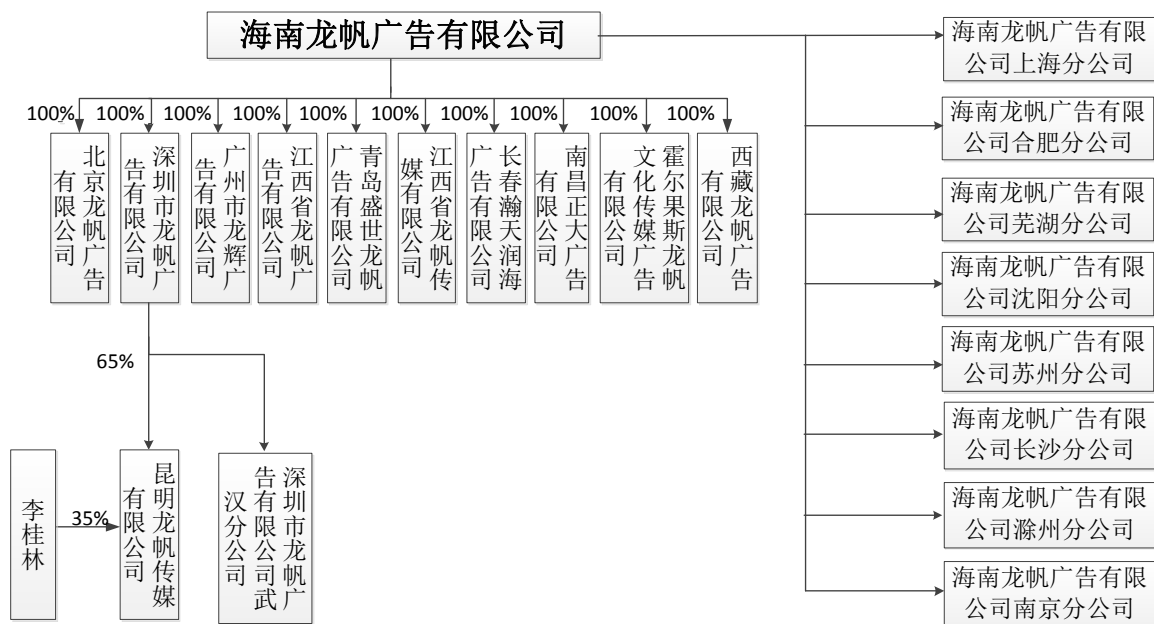 海南龙帆广告有限公司
100%
100%
100%
100%
100%
100%
100%
100%
100%
100%
北京龙帆广告
有限公司
深圳市龙帆广
告有限公司
广州市龙辉广
告有限公司
江西省龙帆广
告有限公司
青岛盛世龙帆
广告有限公司
江西省龙帆传
媒有限公司
长春瀚天润海
广告有限公司
南昌正大广告
有限公司
霍尔果斯龙帆
文化传媒广告
有限公司
西藏龙帆广告
有限公司
65%
李桂林
35%
昆明龙帆传媒
有限公司
深圳市龙帆广
告有限公司武
汉分公司
海南龙帆广告有限
公司上海分公司
海南龙帆广告有限
公司合肥分公司
海南龙帆广告有限
公司芜湖分公司
海南龙帆广告有限
公司沈阳分公司
海南龙帆广告有限
公司苏州分公司
海南龙帆广告有限
公司长沙分公司
海南龙帆广告有限
公司滁州分公司
海南龙帆广告有限
公司南京分公司